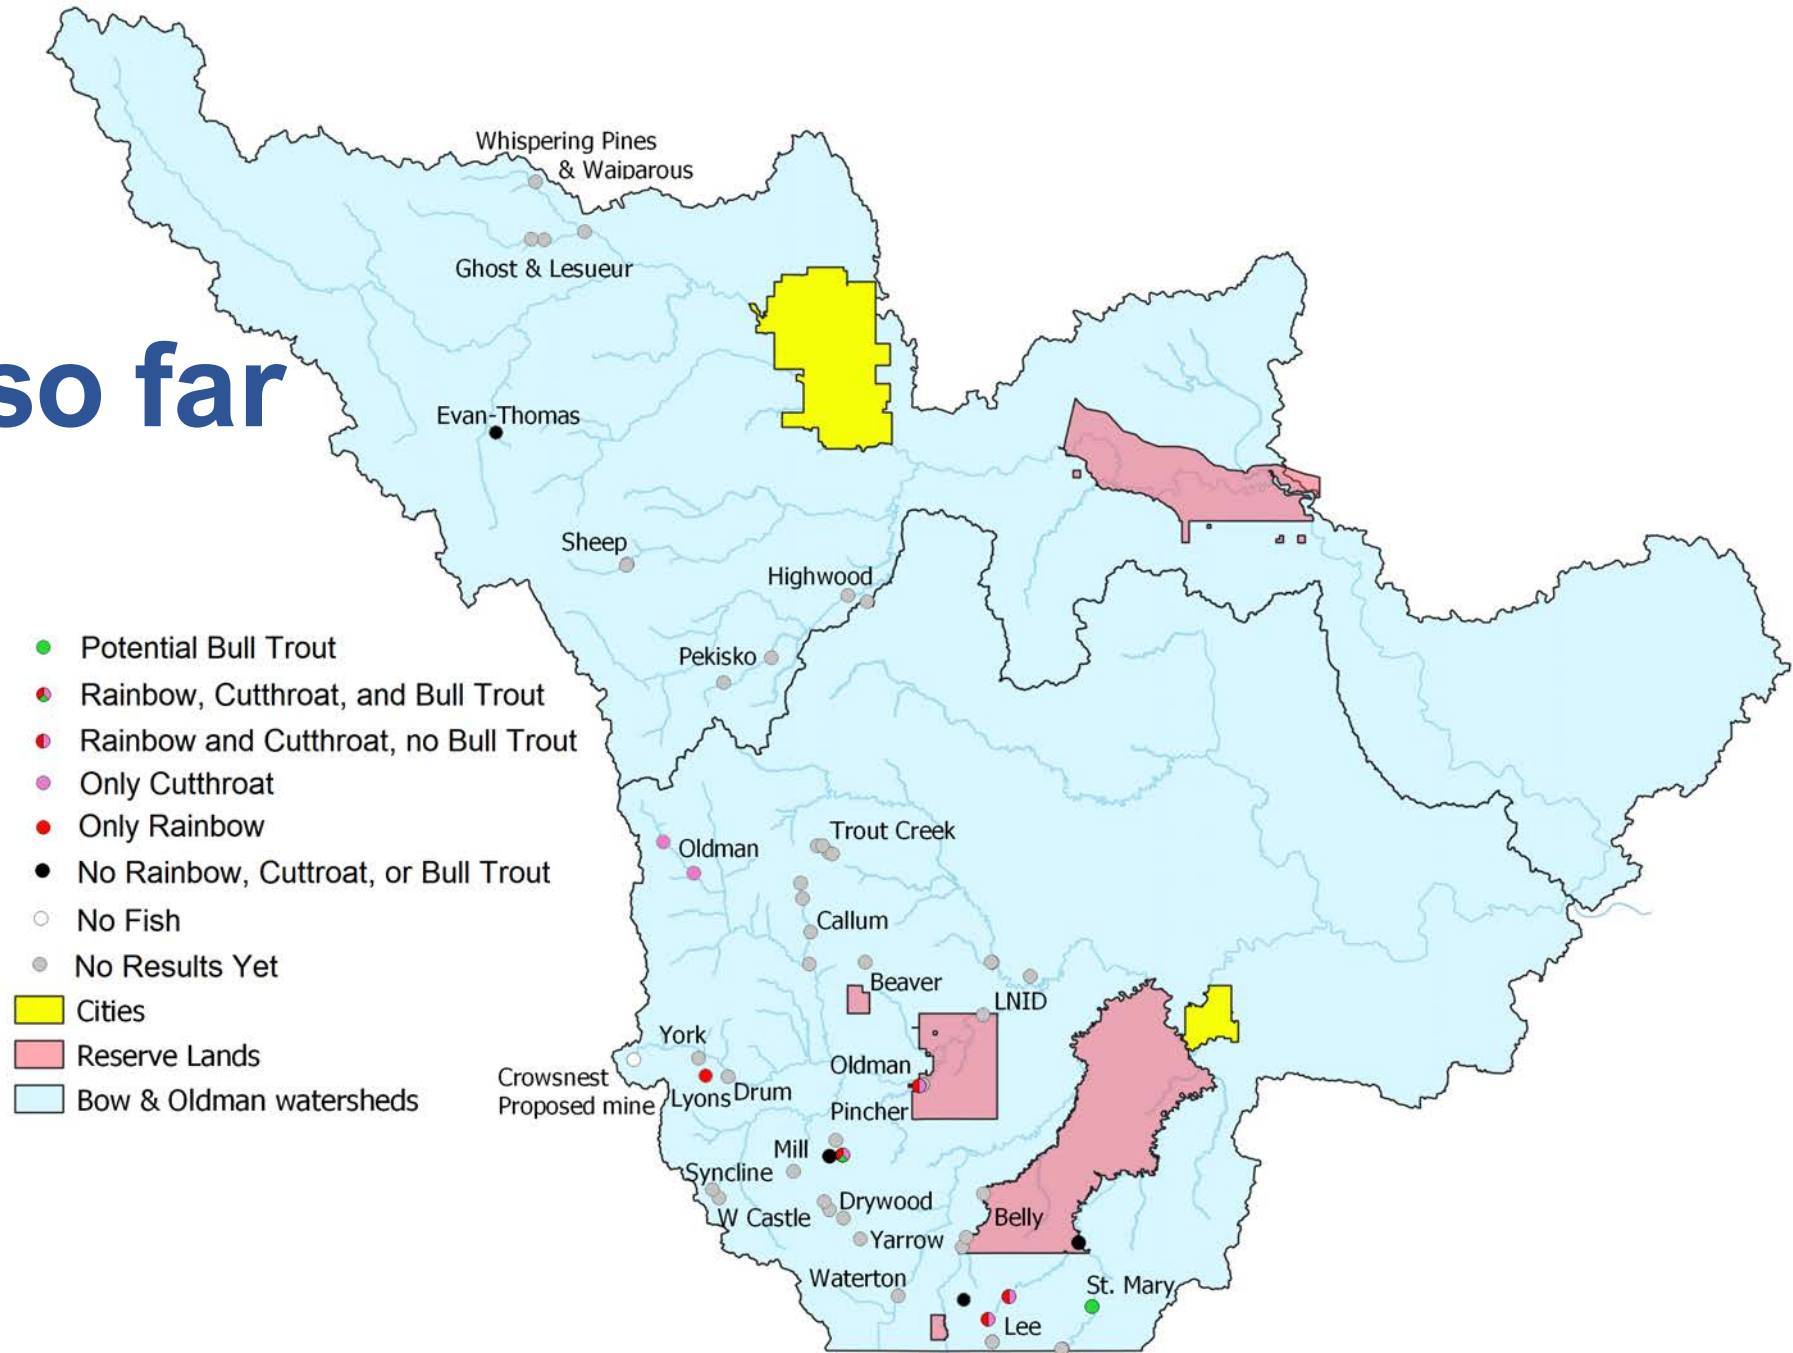 so far
Whispering Pines
& Waiparous
Ghost & Lesueur
Evan-Thomas
Sheep
Highwood
Pekisko
Potential Bull Trout
Rainbow, Cutthroat, and Bull Trout
Rainbow and Cutthroat, no Bull Trout
Only Cutthroat
Only Rainbow
No Rainbow, Cuttroat, or Bull Trout
No Fish
No Results Yet
Cities
Reserve Lands
Bow & Oldman watersheds
Oldman
Trout Creek
Callum
Beaver
LNID
York
Oldman
Crowsnest
Proposed mine
Lyons
Drum
Pincher
Mill
Syncline
W Castle
Drywood
Belly
Yarrow
Waterton
St. Mary
Lee